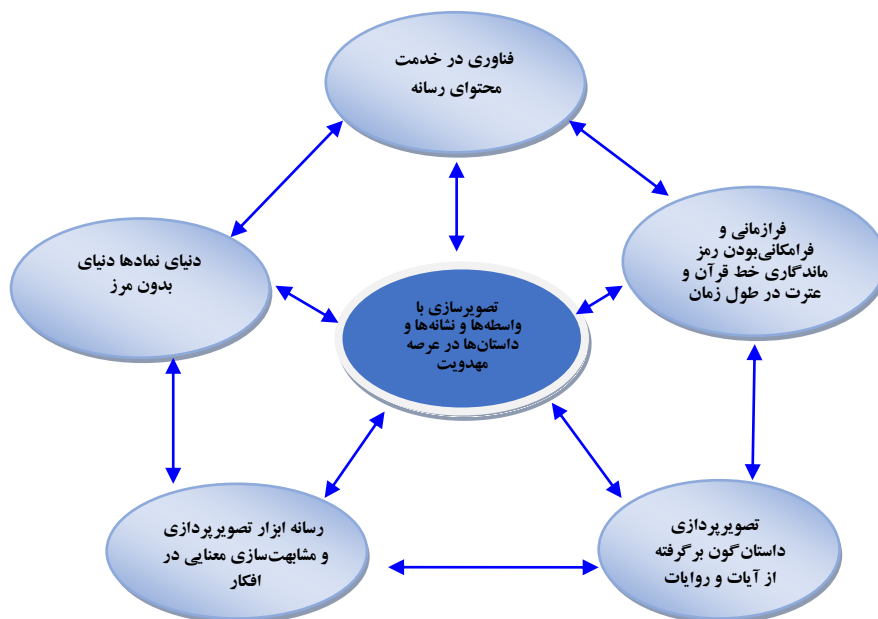 فناوری در خدمت
محتوای رسانه
فرازمانی و
فرامکانی‌بودن رمز
ماندگاری خط قرآن و
عترت در طول زمان
دنیای نمادها دنیای
بدون مرز
تصویرسازی با
واسطه‌ها و نشانه‌ها و
داستان‌ها در عرصه
مهدویت
تصویرپردازی
داستان‌گون برگرفته
از آیات و روایات
رسانه ابزار تصویرپردازی
و مشابهت‌سازی معنایی در
افکار